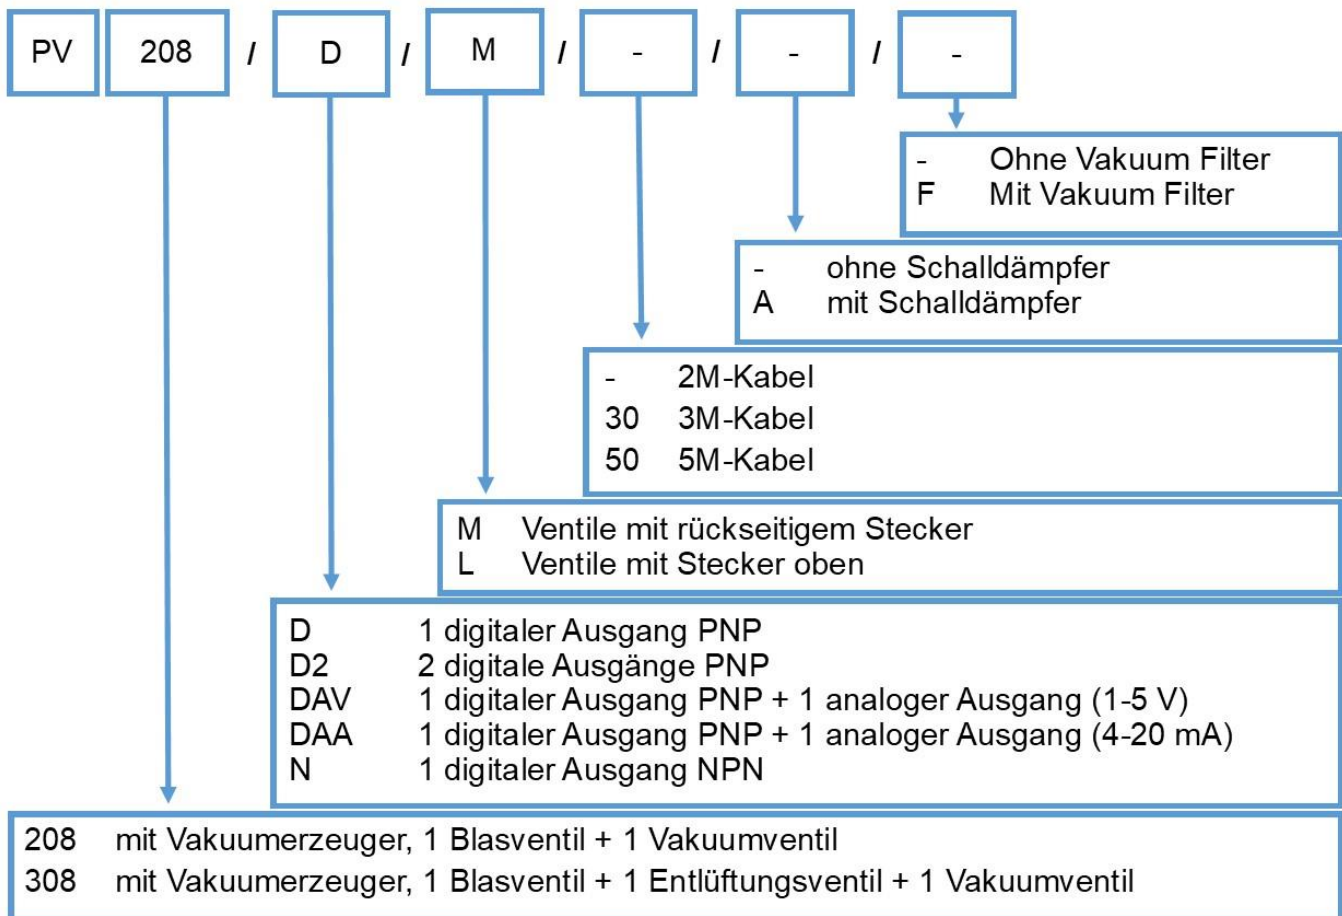 PV 208 / D / M / - / - / -
- Ohne Vakuum Filter
F Mit Vakuum Filter
- ohne Schalldämpfer
A mit Schalldämpfer
- 2M-Kabel
30 3M-Kabel
50 5M-Kabel
M Ventile mit rückseitigem Stecker
L Ventile mit Stecker oben
D 1 digitaler Ausgang PNP
D2 2 digitale Ausgänge PNP
DAV 1 digitaler Ausgang PNP + 1 analoger Ausgang (1-5 V)
DAA 1 digitaler Ausgang PNP + 1 analoger Ausgang (4-20 mA)
N 1 digitaler Ausgang NPN
208 mit Vakuumerzeuger, 1 Blasventil + 1 Vakuumventil
308 mit Vakuumerzeuger, 1 Blasventil + 1 Entlüftungsventil + 1 Vakuumventil